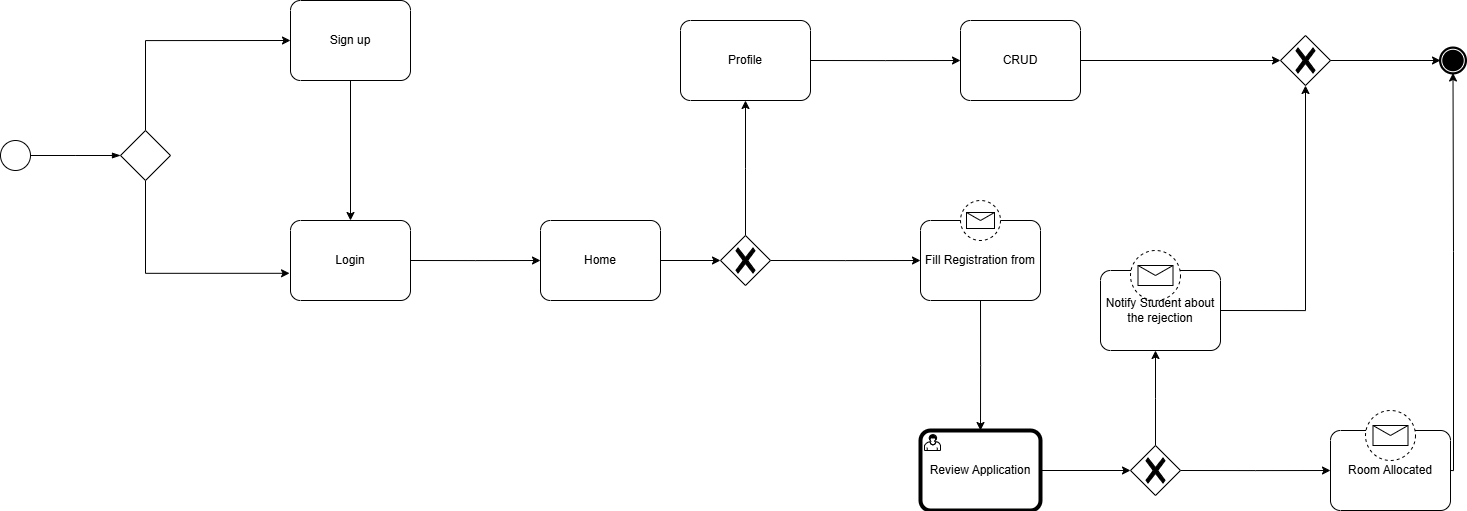 Sign up
Profile
CRUD
Login
Home
Fill Registration from
Notify Student about
the rejection
Review Application
Room Allocated